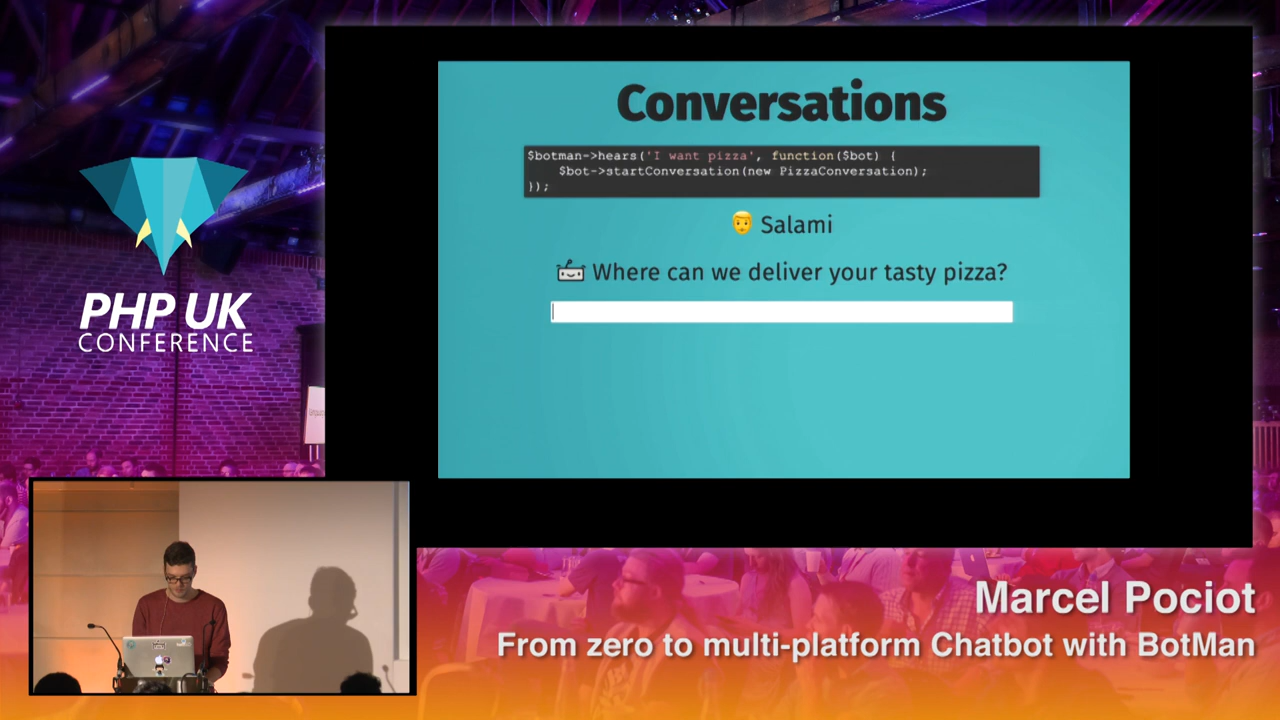 Conversations
$botman->hears('I want pizza', function($bot) {
    $bot->startConversation(new PizzaConversation);
});
Salami
Where can we deliver your tasty pizza?
PHP UK
CONFERENCE
Marcel Pociot
From zero to multi-platform Chatbot with BotMan